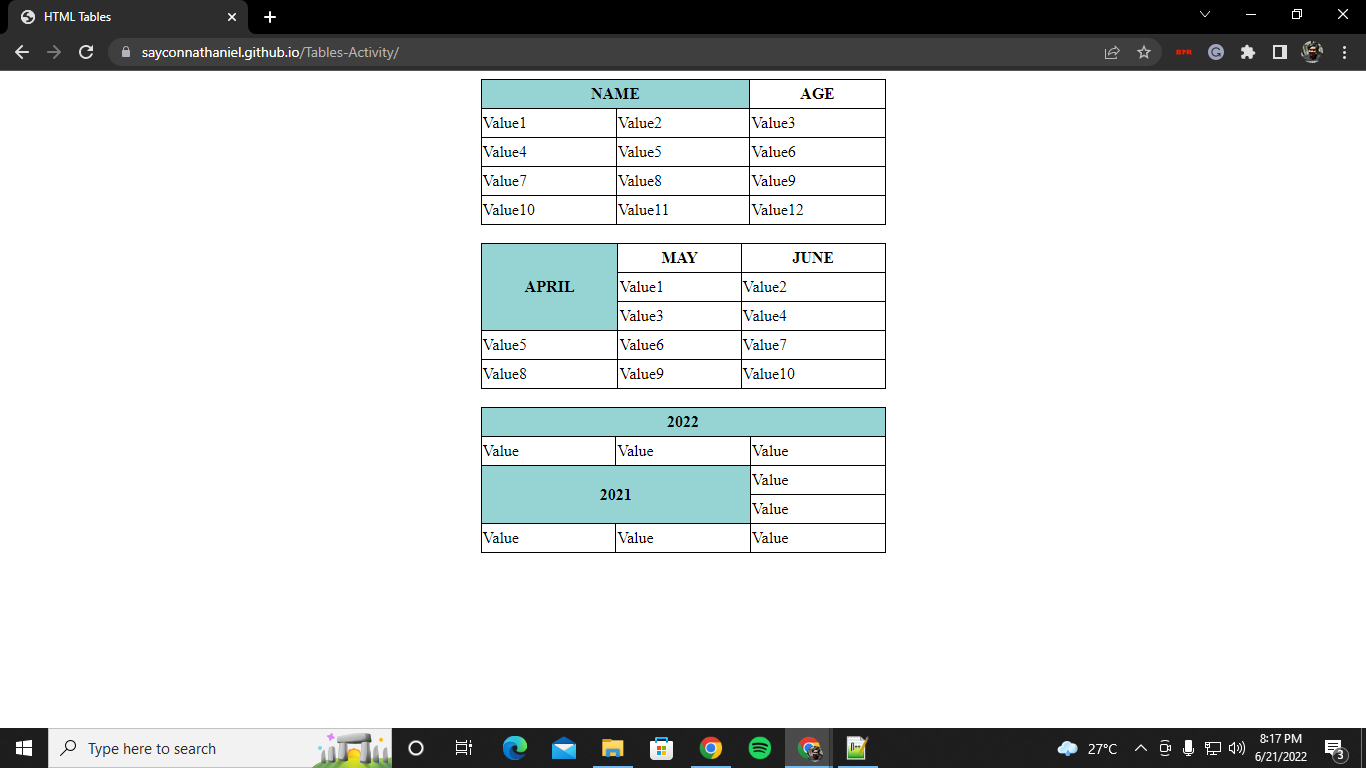 HTML Tables
sayconnathaniel.github.io/Tables-Activity/
NAME AGE
Value1 Value2 Value3
Value4 Value5 Value6
Value7 Value8 Value9
Value10 Value11 Value12
APRIL MAY JUNE
Value1 Value2
Value3 Value4
Value5 Value6 Value7
Value8 Value9 Value10
2022
Value Value Value
2021 Value
Value
Value Value Value
Type here to search
27°C
8:17 PM
6/21/2022
3